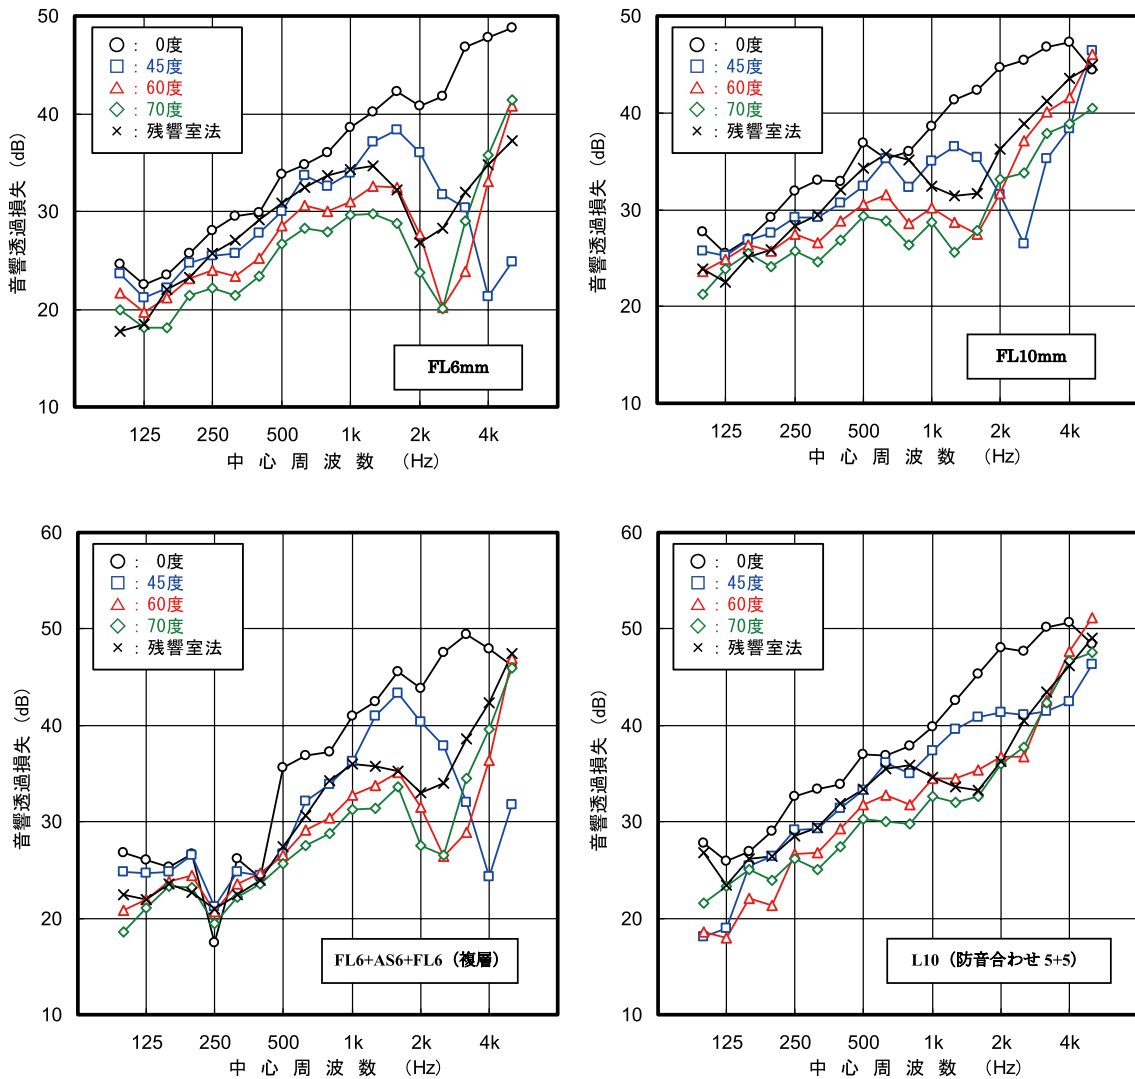 50
40
30
20
10
音響透過損失 (dB)
○ : 0度
□ : 45度
△ : 60度
◇ : 70度
× : 残響室法
FL6mm
125 250 500 1k 2k 4k
中心周波数 (Hz)
50
40
30
20
10
音響透過損失 (dB)
○ : 0度
□ : 45度
△ : 60度
◇ : 70度
× : 残響室法
FL10mm
125 250 500 1k 2k 4k
中心周波数 (Hz)
60
50
40
30
20
10
音響透過損失 (dB)
○ : 0度
□ : 45度
△ : 60度
◇ : 70度
× : 残響室法
FL6+AS6+FL6（複層）
125 250 500 1k 2k 4k
中心周波数 (Hz)
60
50
40
30
20
10
音響透過損失 (dB)
○ : 0度
□ : 45度
△ : 60度
◇ : 70度
× : 残響室法
L10（防音合わせ 5+5）
125 250 500 1k 2k 4k
中心周波数 (Hz)